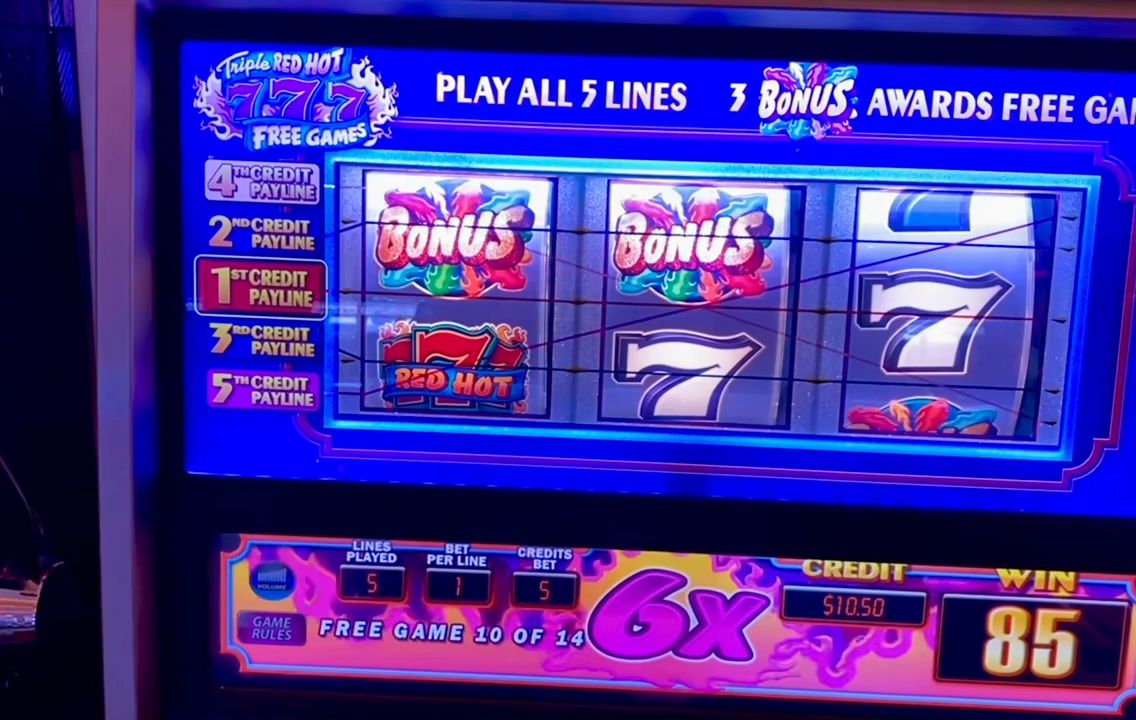 Triple RED HOT
777
FREE GAMES
PLAY ALL 5 LINES
3 BONUS AWARDS FREE GA
4TH CREDIT PAYLINE
2ND CREDIT PAYLINE
1ST CREDIT PAYLINE
3RD CREDIT PAYLINE
5TH CREDIT PAYLINE
BONUS
BONUS
7
7
RED HOT
7
VOLUME
GAME RULES
LINES PLAYED
5
BET PER LINE
1
CREDITS BET
5
FREE GAME 10 OF 14
6x
CREDIT
$10.50
WIN
85